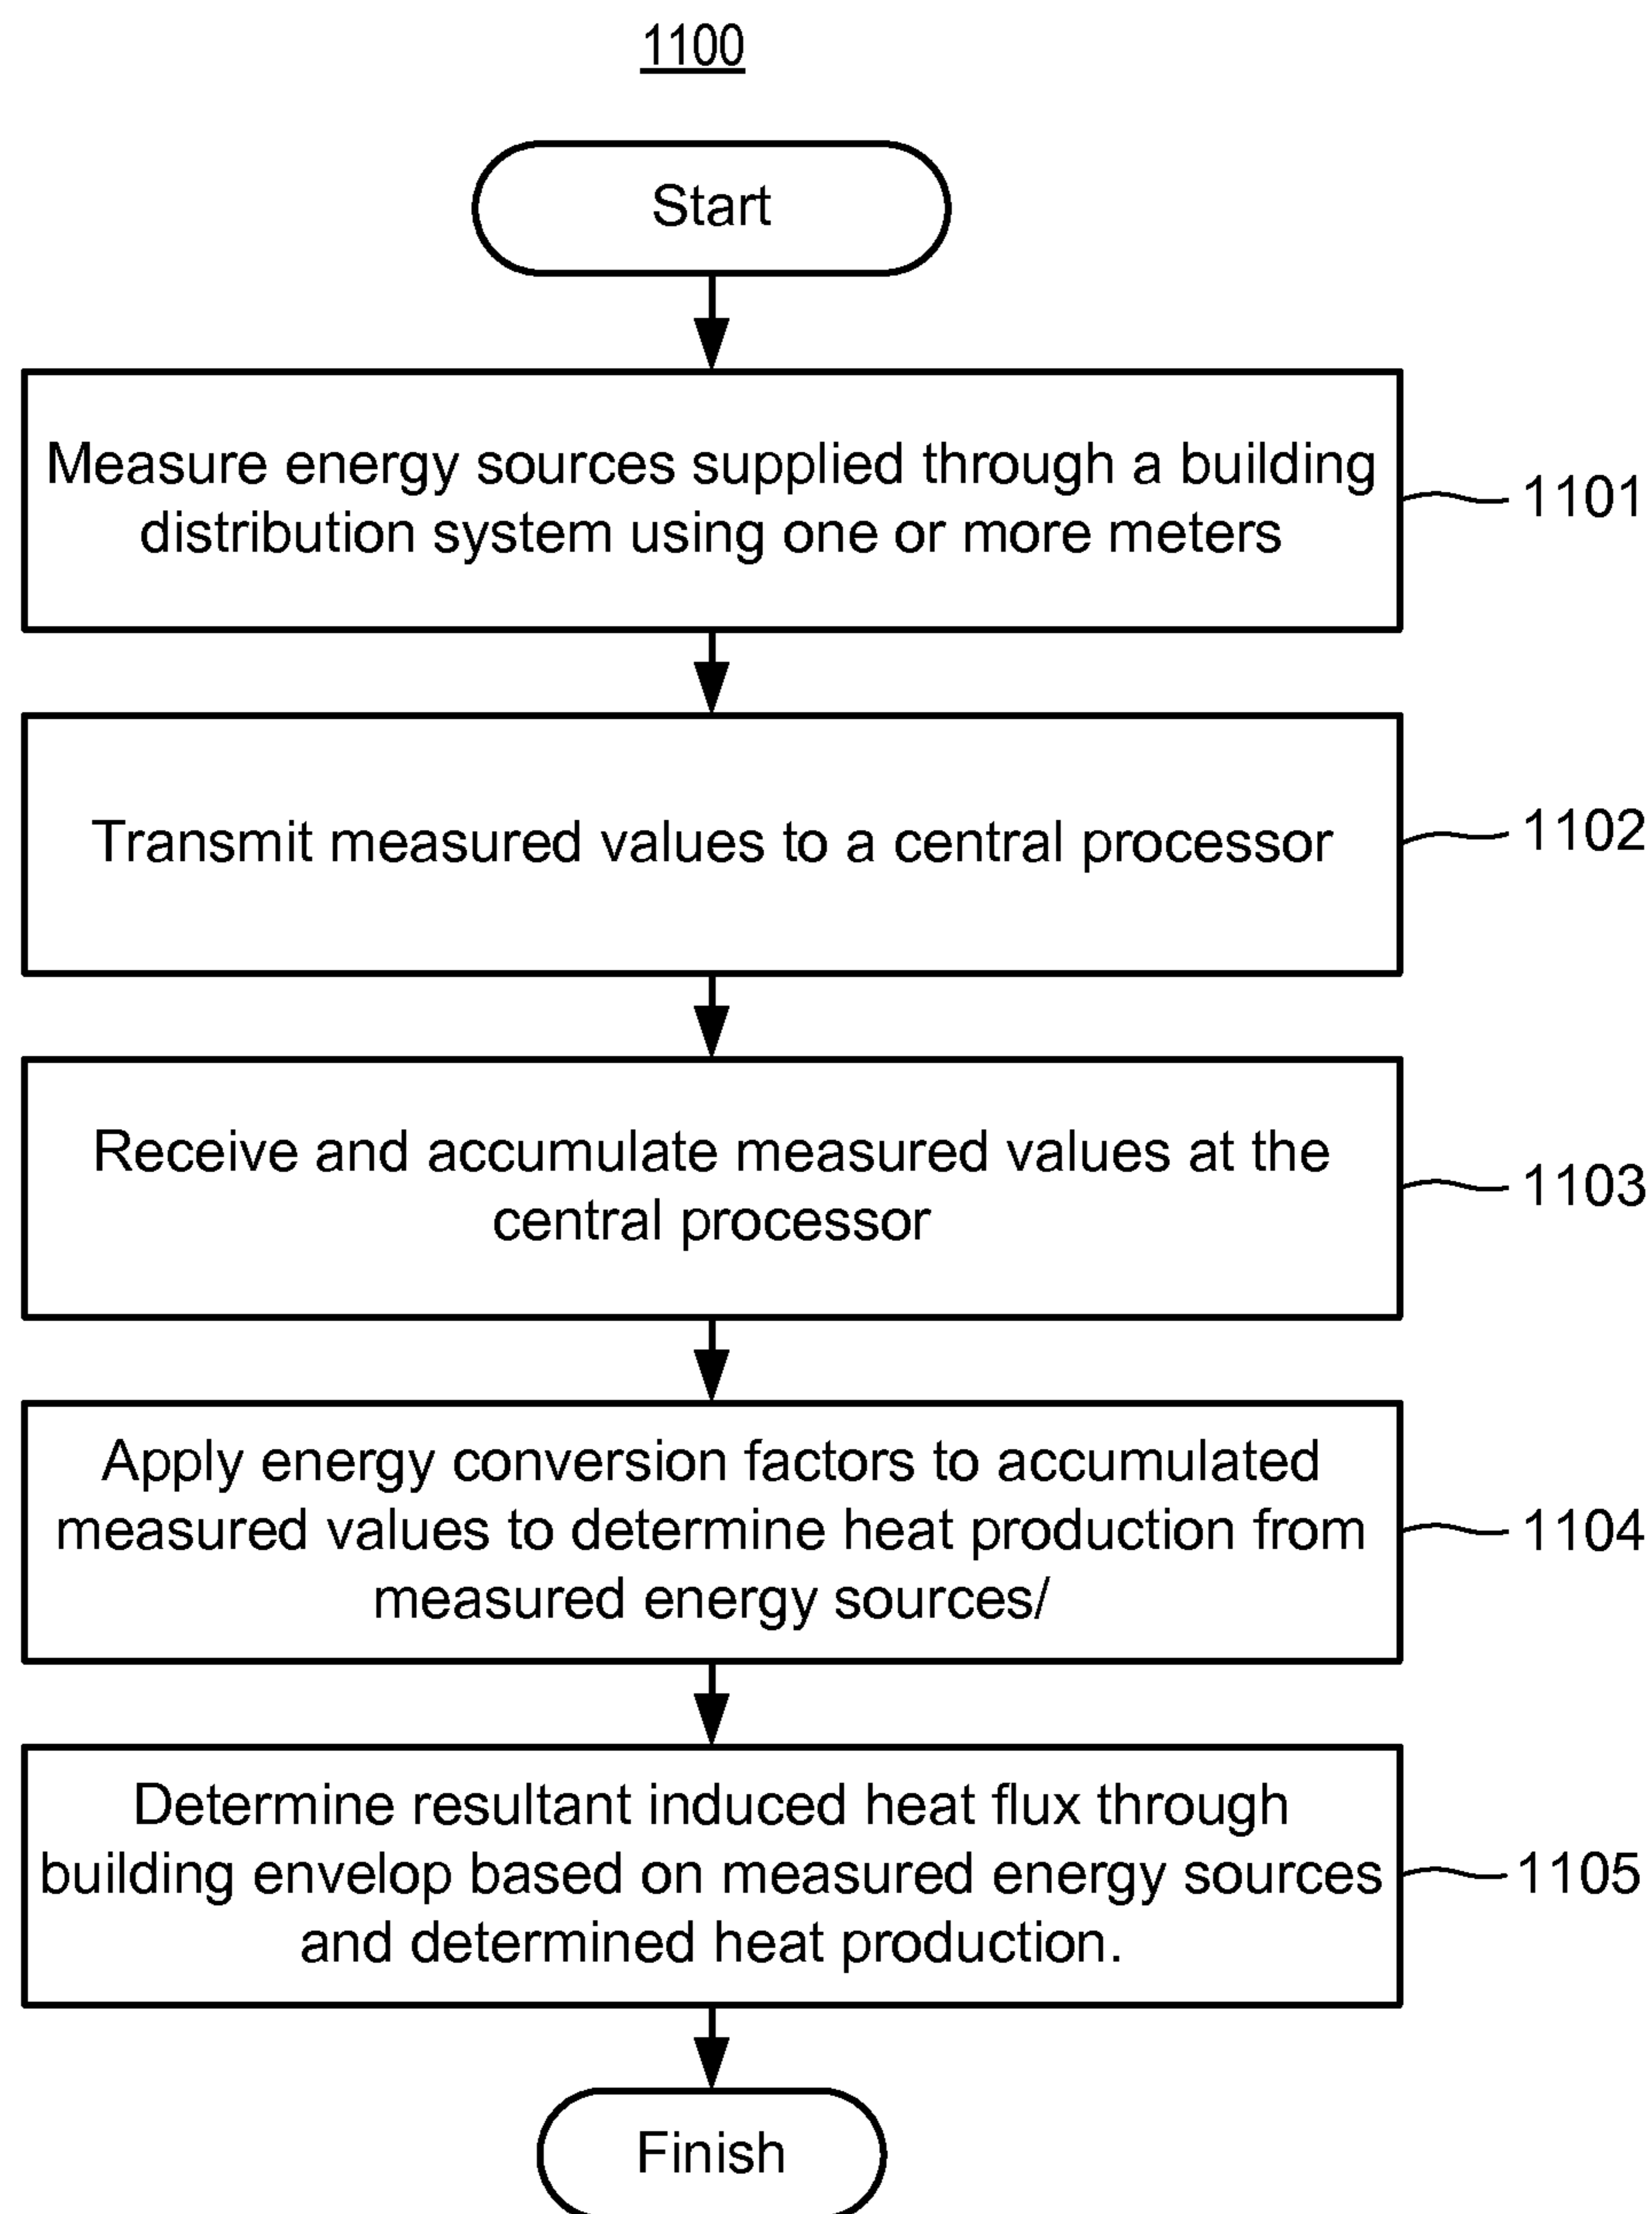 1100
Start
Measure energy sources supplied through a building
distribution system using one or more meters
1101
Transmit measured values to a central processor
1102
Receive and accumulate measured values at the
central processor
1103
Apply energy conversion factors to accumulated
measured values to determine heat production from
measured energy sources/
1104
Determine resultant induced heat flux through
building envelop based on measured energy sources
and determined heat production.
1105
Finish